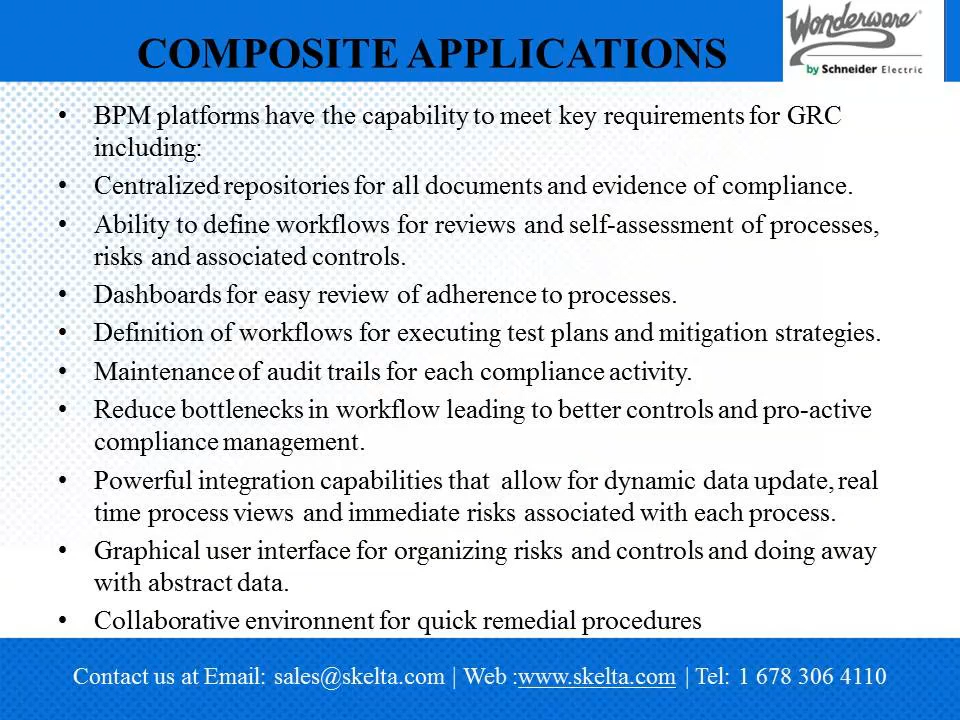 COMPOSITE APPLICATIONS
Wonderware
by Schneider Electric
• BPM platforms have the capability to meet key requirements for GRC
including:
• Centralized repositories for all documents and evidence of compliance.
• Ability to define workflows for reviews and self-assessment of processes,
risks and associated controls.
• Dashboards for easy review of adherence to processes.
• Definition of workflows for executing test plans and mitigation strategies.
• Maintenance of audit trails for each compliance activity.
• Reduce bottlenecks in workflow leading to better controls and pro-active
compliance management.
• Powerful integration capabilities that allow for dynamic data update, real
time process views and immediate risks associated with each process.
• Graphical user interface for organizing risks and controls and doing away
with abstract data.
• Collaborative environnent for quick remedial procedures
Contact us at Email: sales@skelta.com | Web :www.skelta.com | Tel: 1 678 306 4110